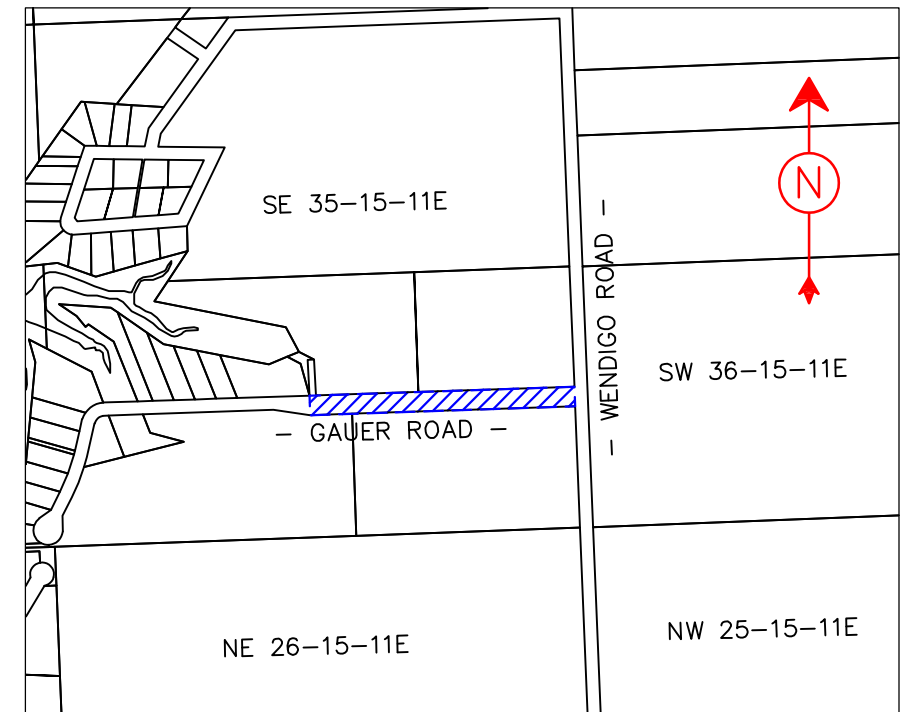 N
SE 35-15-11E
- WENDIGO ROAD -
SW 36-15-11E
- GAUER ROAD -
NE 26-15-11E
NW 25-15-11E